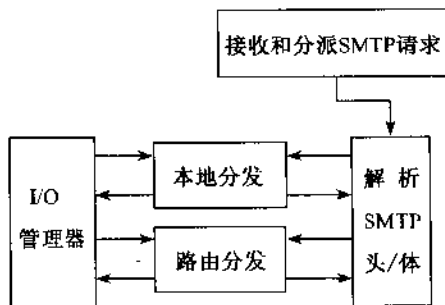 接收和分派SMTP请求
I/O
管理器
本地分发
路由分发
解 析
SMTP
头/体